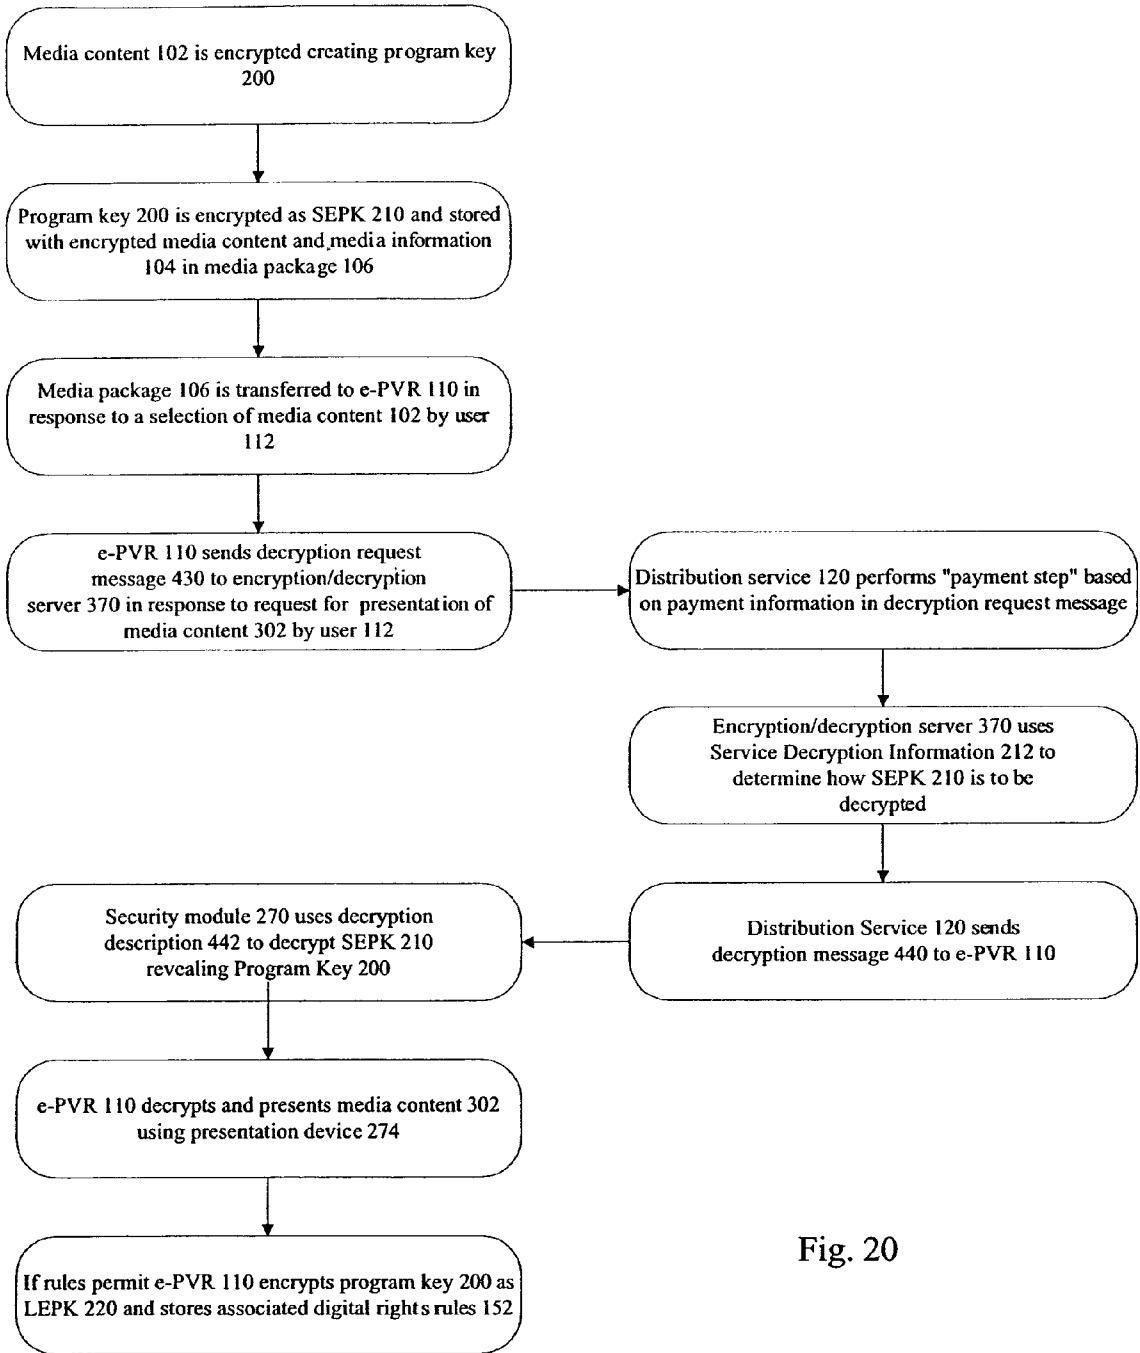 Media content 102 is encrypted creating program key
200
Program key 200 is encrypted as SEPK 210 and stored
with encrypted media content and media information
104 in media package 106
Media package 106 is transferred to e-PVR 110 in
response to a selection of media content 102 by user
112
e-PVR 110 sends decryption request
message 430 to encryption/decryption
server 370 in response to request for presentation of
media content 302 by user 112
Distribution service 120 performs "payment step" based
on payment information in decryption request message
Encryption/decryption server 370 uses
Service Decryption Information 212 to
determine how SEPK 210 is to be
decrypted
Distribution Service 120 sends
decryption message 440 to e-PVR 110
Security module 270 uses decryption
description 442 to decrypt SEPK 210
revealing Program Key 200
e-PVR 110 decrypts and presents media content 302
using presentation device 274
If rules permit e-PVR 110 encrypts program key 200 as
LEPK 220 and stores associated digital rights rules 152
Fig. 20